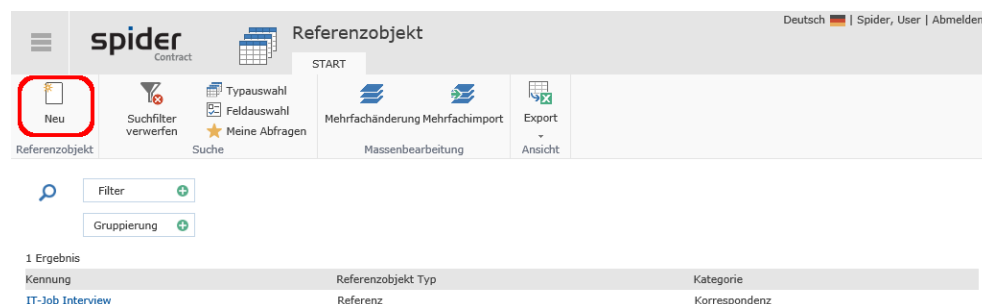 Deutsch | Spider, User | Abmelden
spider
Contract
Referenzobjekt
START
Neu
Suchfilter
verwerfen
Typauswahl
Feldauswahl
Meine Abfragen
Mehrfachänderung Mehrfachimport
Export
Referenzobjekt
Suche
Massenbearbeitung
Ansicht
Filter
Gruppierung
1 Ergebnis
Kennung Referenzobjekt Typ Kategorie
IT-Job Interview Referenz Korrespondenz